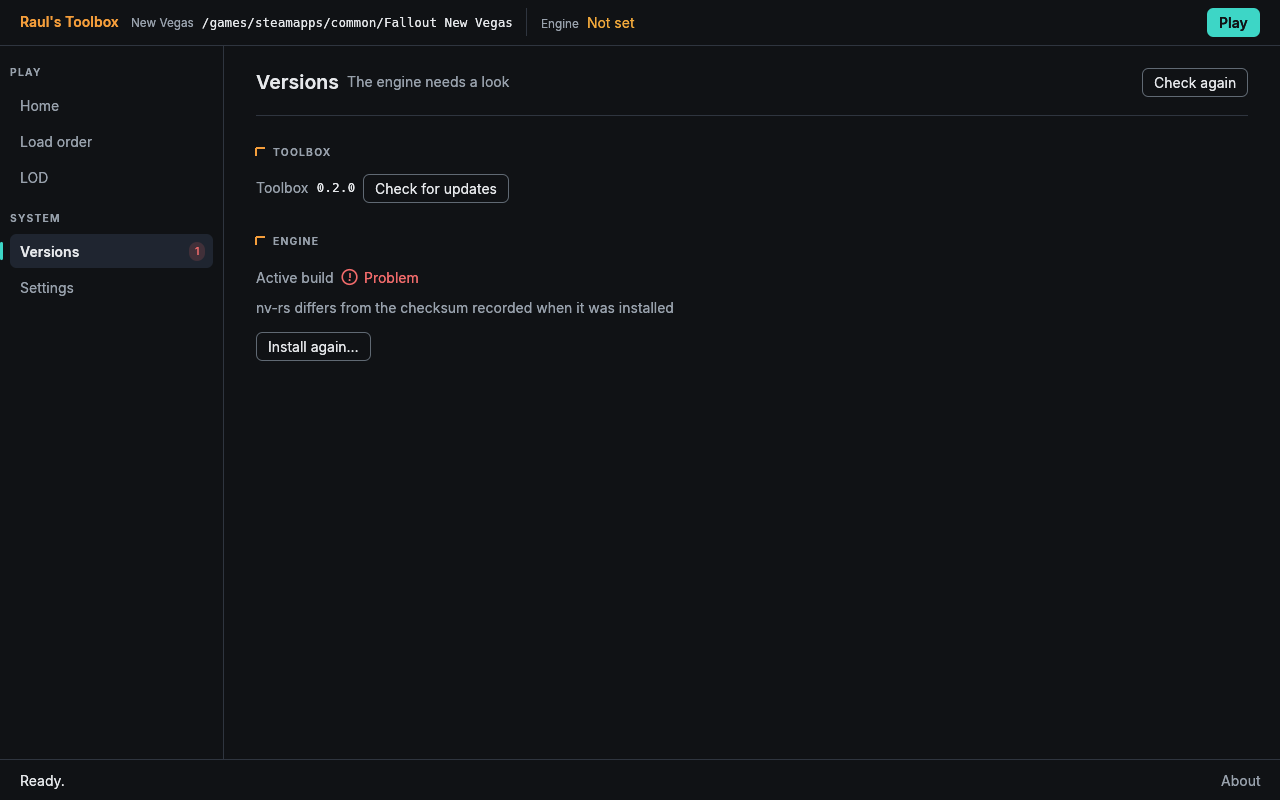 Raul's Toolbox New Vegas /games/steamapps/common/Fallout New Vegas Engine Not set Play
PLAY
Home
Load order
LOD
SYSTEM
Versions 1
Settings
Versions The engine needs a look Check again
TOOLBOX
Toolbox 0.2.0 Check for updates
ENGINE
Active build Problem
nv-rs differs from the checksum recorded when it was installed
Install again...
Ready. About